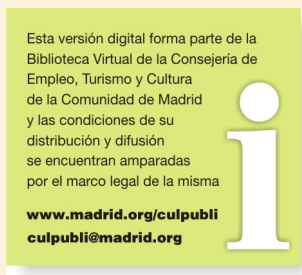 Esta versión digital forma parte de la
Biblioteca Virtual de la Consejería de
Empleo, Turismo y Cultura
de la Comunidad de Madrid
y las condiciones de su
distribución y difusión
se encuentran amparadas
por el marco legal de la misma
www.madrid.org/culpubli
culpubli@madrid.org
i